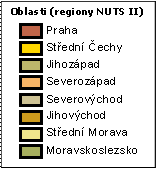 Oblasti (regiony NUTS II)
Praha
Střední Čechy
Jihozápad
Severozápad
Severovýchod
Jihovýchod
Střední Morava
Moravskoslezsko